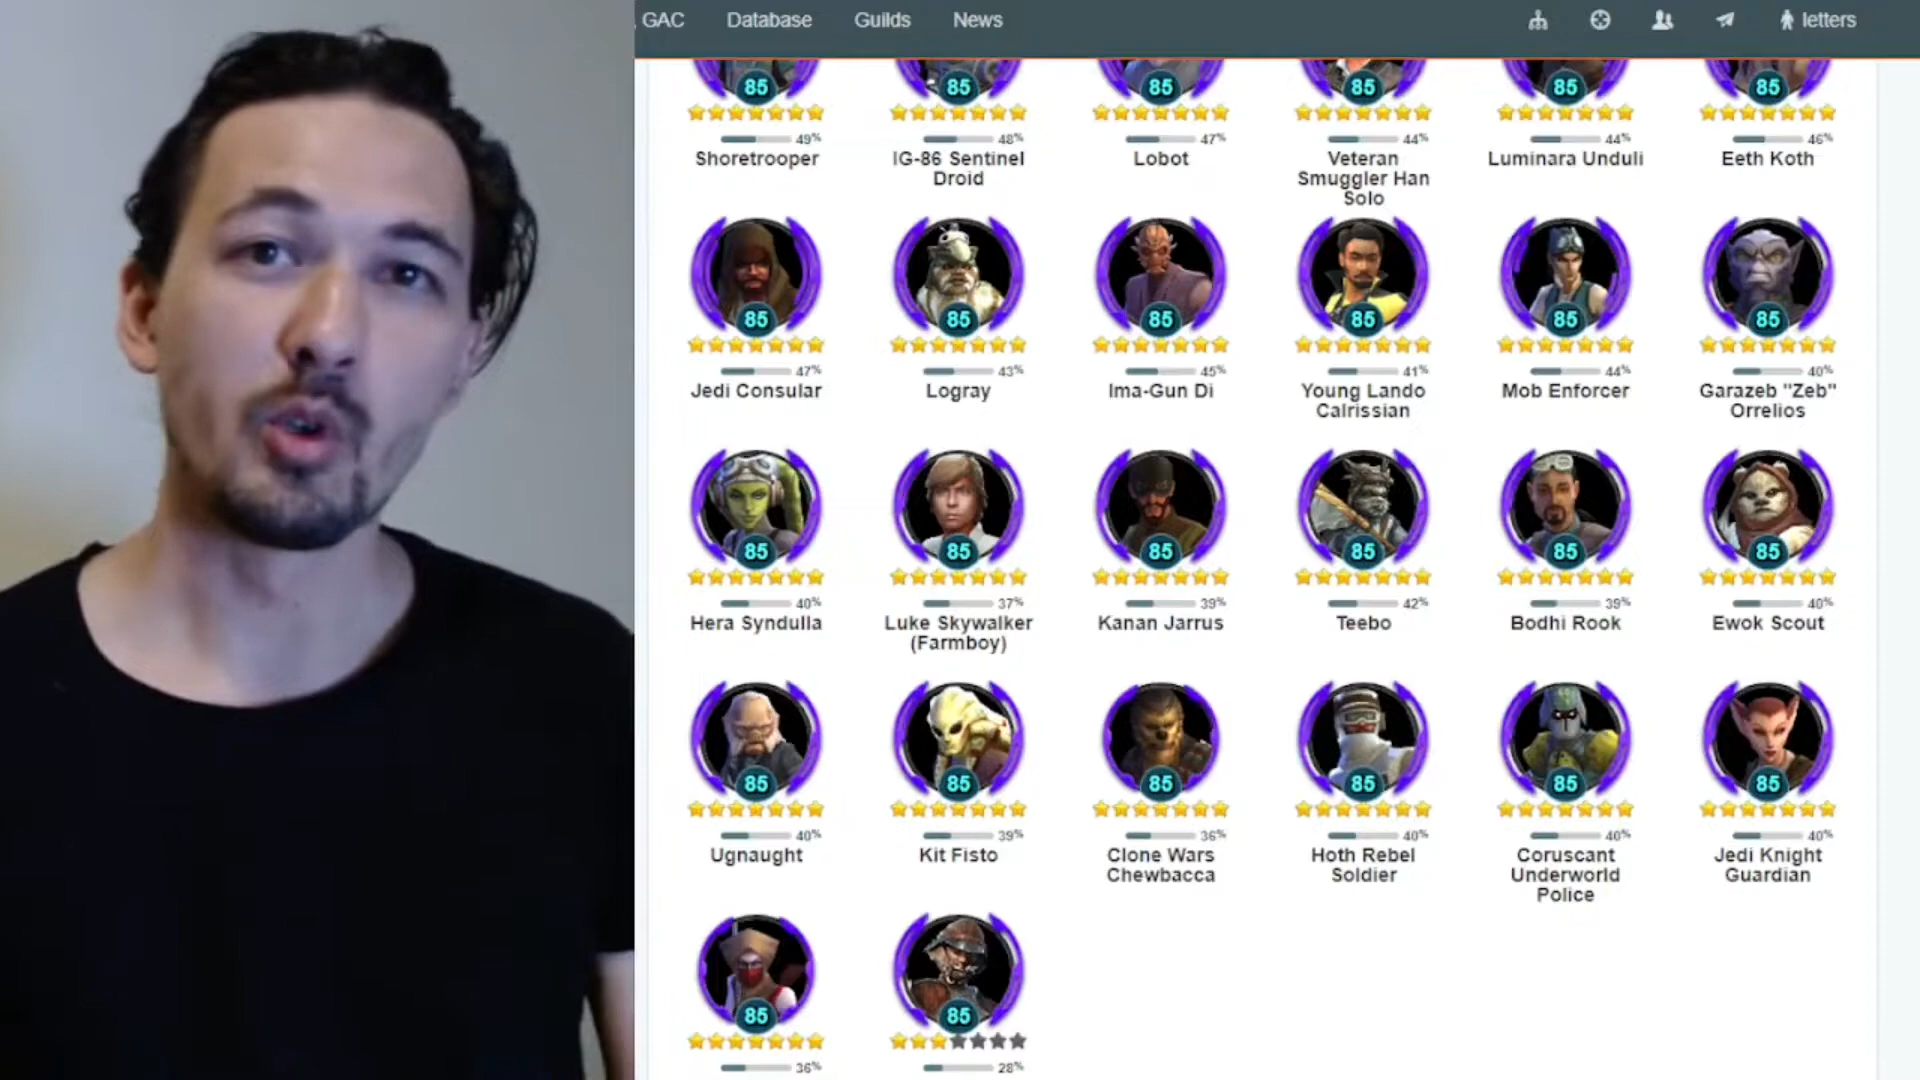 GAC Database Guilds News letters
85 85 85 85 85 85
49% 48% 47% 44% 44% 46%
Shoretrooper IG-86 Sentinel Lobot Veteran Luminara Unduli Eeth Koth
Droid Smuggler Han
Solo
85 85 85 85 85 85
47% 43% 45% 41% 44% 40%
Jedi Consular Logray Ima-Gun Di Young Lando Mob Enforcer Garazeb "Zeb"
Calrissian Orrelios
85 85 85 85 85 85
40% 37% 39% 42% 39% 40%
Hera Syndulla Luke Skywalker Kanan Jarrus Teebo Bodhi Rook Ewok Scout
(Farmboy)
85 85 85 85 85 85
40% 39% 36% 40% 40% 40%
Ugnaught Kit Fisto Clone Wars Hoth Rebel Coruscant Jedi Knight
Chewbacca Soldier Underworld Guardian
Police
85 85
36% 28%